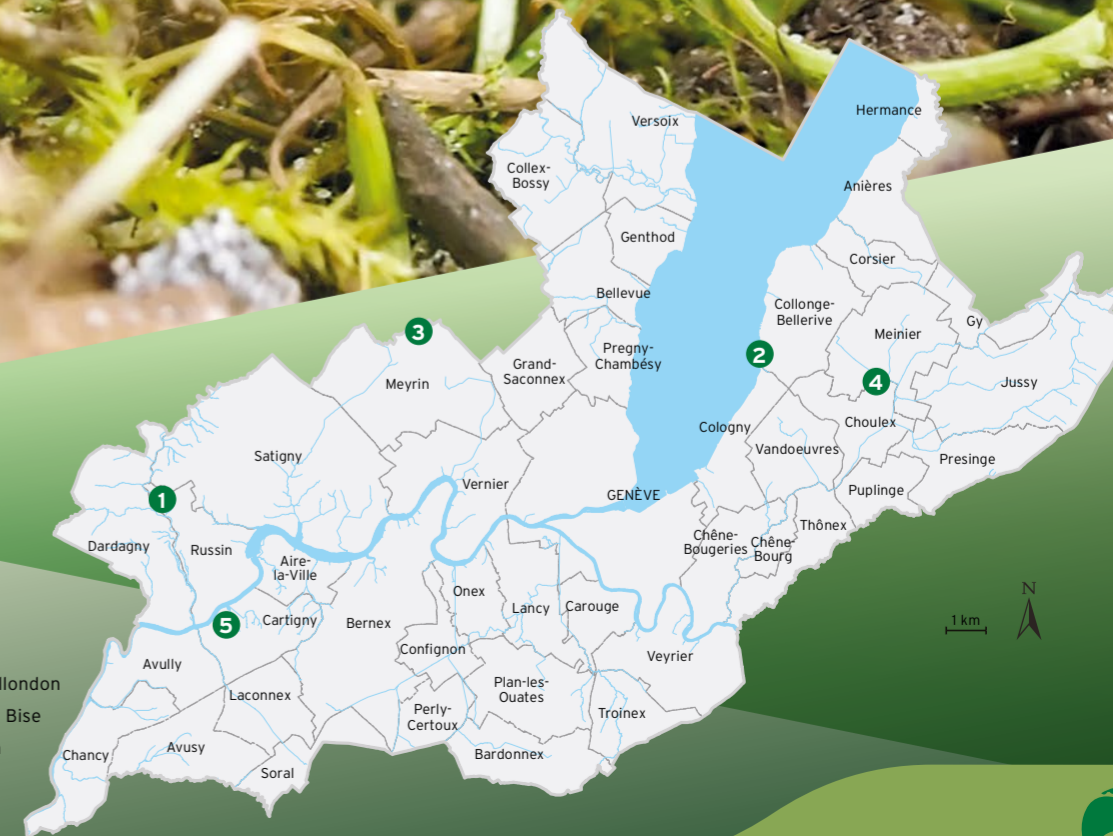 Hermance
Versoix
Collex-
Bossy
Anières
Genthod
Corsier
Bellevue
Collonge-
Bellerive
Gy
Meinier
3
2
Pregny-
Chambésy
Grand-
Saconnex
Meyrin
4
Jussy
Choulex
Cologny
Vandoeuvres
Satigny
Presinge
Vernier
GENÈVE
Puplinge
1
Thônex
Chêne-
Bougeries
Chêne-
Bourg
Dardagny
Russin
Aire-
la-Ville
Onex
Lancy
Carouge
N
1 km
5
Cartigny
Bernex
Confignon
Veyrier
Avully
llondon
Laconnex
Plan-les-
Ouates
Bise
Perly-
Certoux
Troinex
Chancy
Avusy
Bardonnex
Soral